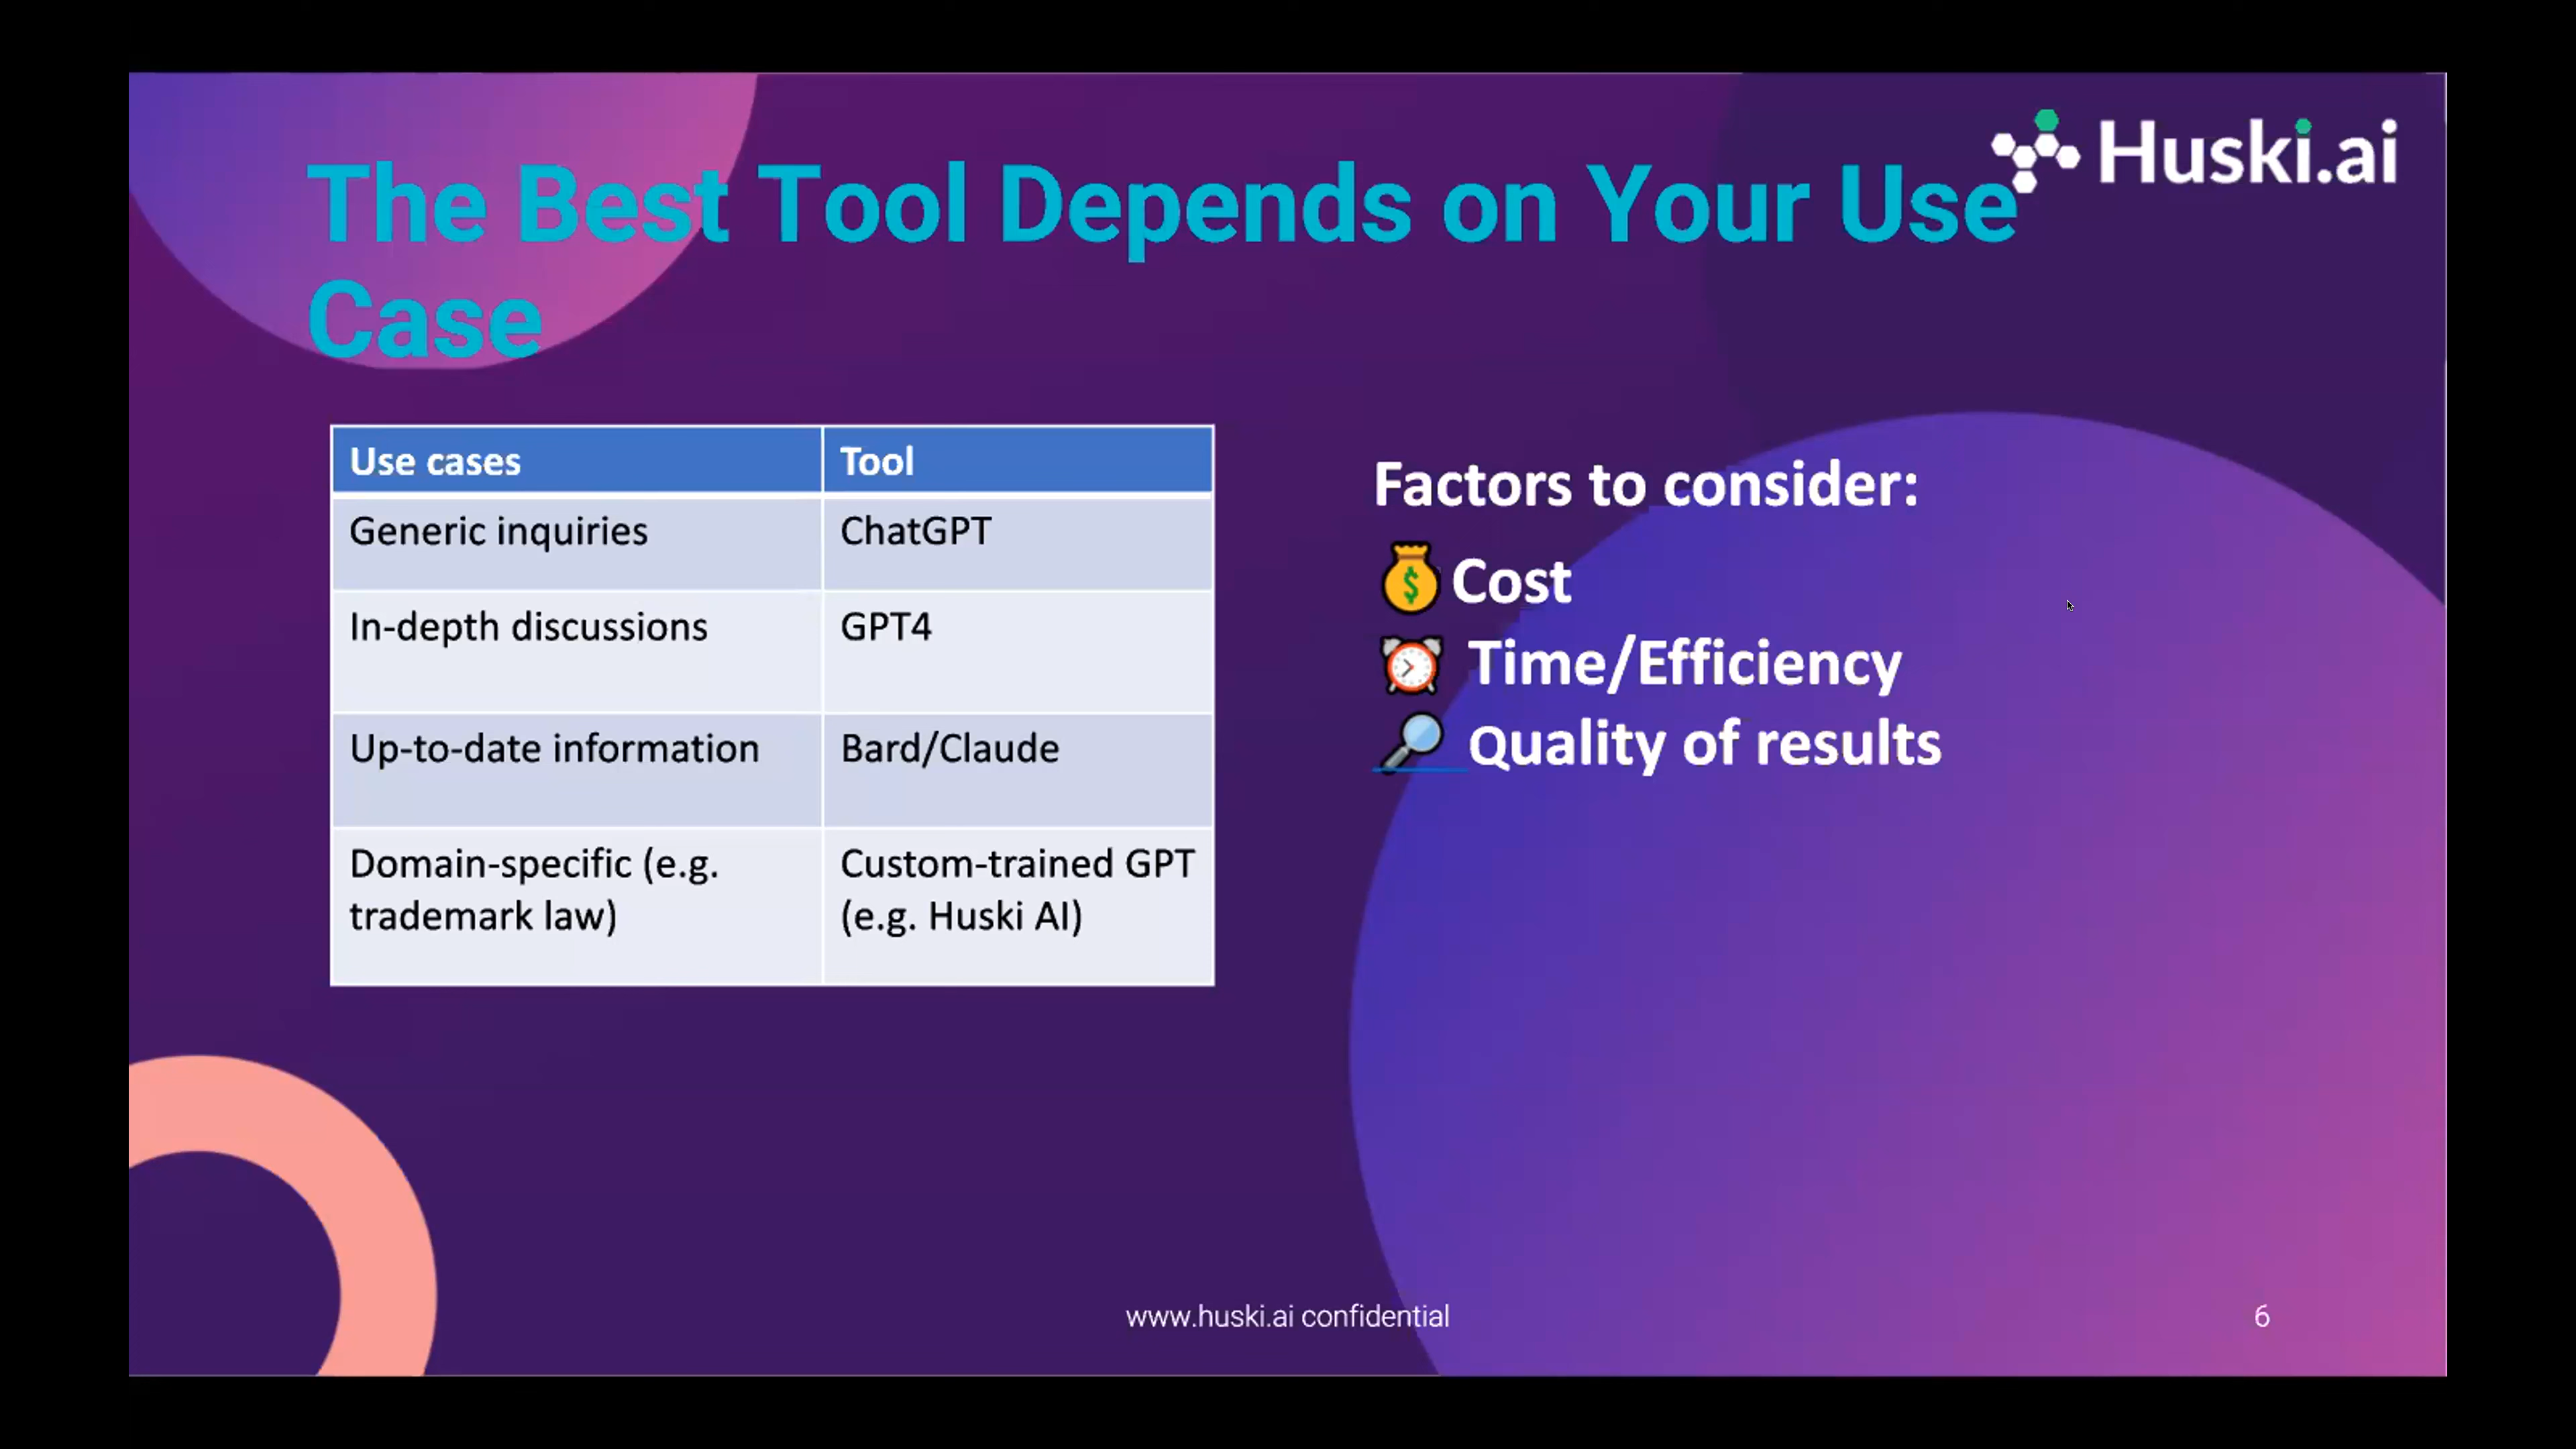 Huski.ai
The Best Tool Depends on Your Use
Case
Use cases Tool
Generic inquiries ChatGPT
In-depth discussions GPT4
Up-to-date information Bard/Claude
Domain-specific (e.g. Custom-trained GPT
trademark law) (e.g. Huski AI)
Factors to consider:
Cost
Time/Efficiency
Quality of results
www.huski.ai confidential
6